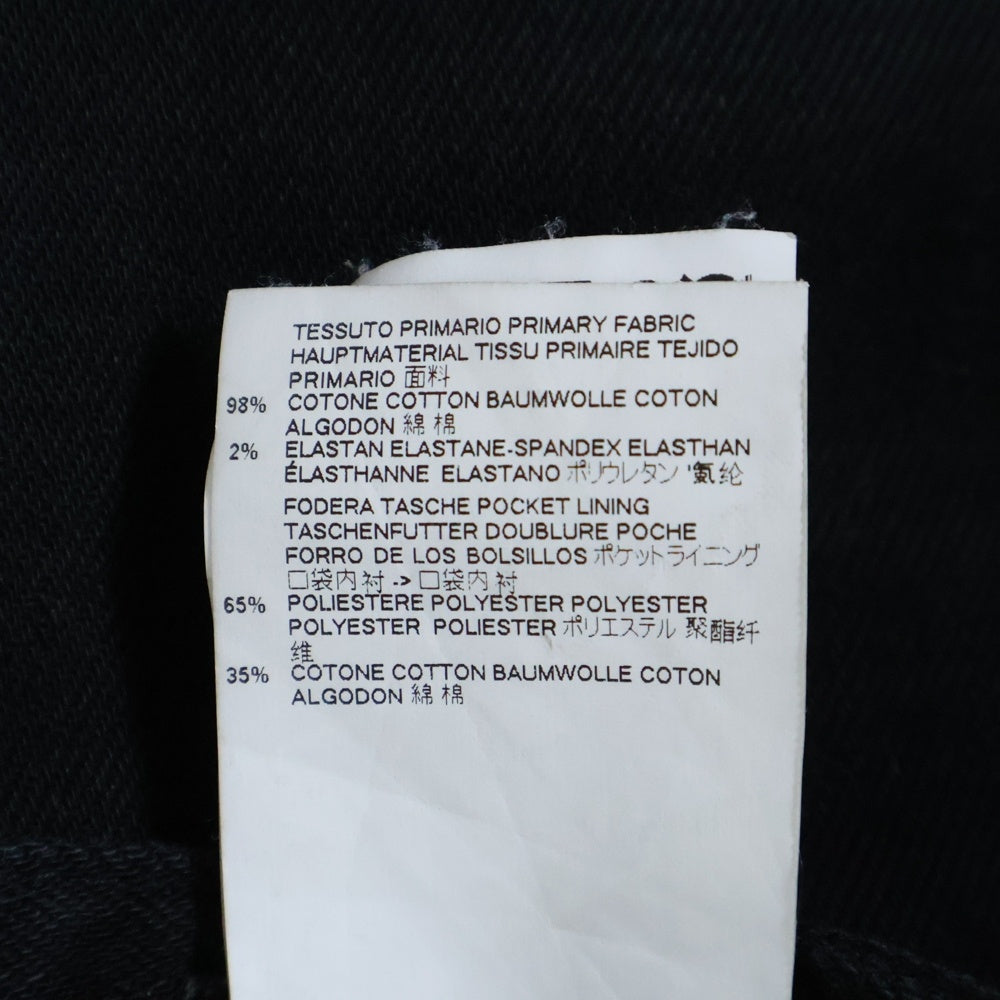 TESSUTO PRIMARIO PRIMARY FABRIC
HAUPTMATERIAL TISSU PRIMAIRE TEJIDO
PRIMARIO 面料
98% COTONE COTTON BAUMWOLLE COTON
ALGODON 綿 棉
2% ELASTAN ELASTANE-SPANDEX ELASTHAN
ÉLASTHANNE ELASTANO ポリウレタン '氨纶
FODERA TASCHE POCKET LINING
TASCHENFUTTER DOUBLURE POCHE
FORRO DE LOS BOLSILLOS ポケットライニング
口袋内衬 -> 口袋内衬
65% POLIESTERE POLYESTER POLYESTER
POLYESTER POLIESTER ポリエステル 聚酯纤
维
35% COTONE COTTON BAUMWOLLE COTON
ALGODON 綿 棉